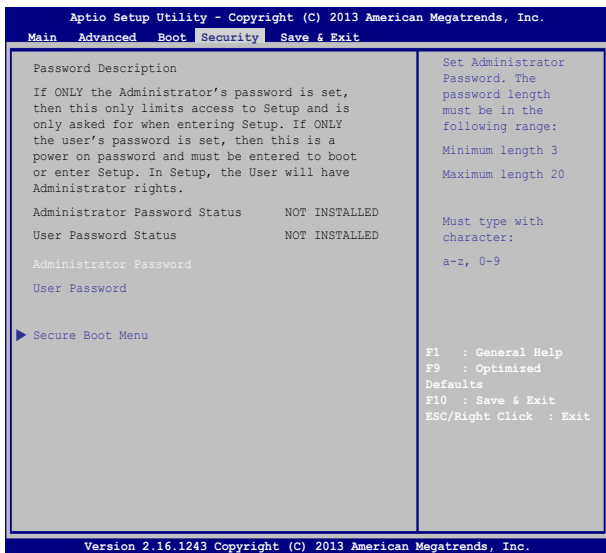 Aptio Setup Utility - Copyright (C) 2013 American Megatrends, Inc.
Main Advanced Boot Security Save & Exit
Password Description
If ONLY the Administrator's password is set,
then this only limits access to Setup and is
only asked for when entering Setup. If ONLY
the user's password is set, then this is a
power on password and must be entered to boot
or enter Setup. In Setup, the User will have
Administrator rights.
Administrator Password Status NOT INSTALLED
User Password Status NOT INSTALLED
Administrator Password
User Password
Secure Boot Menu
Set Administrator
Password. The
password length
must be in the
following range:
Minimum length 3
Maximum length 20
Must type with
character:
a-z, 0-9
F1 : General Help
F9 : Optimized
Defaults
F10 : Save & Exit
ESC/Right Click : Exit
Version 2.16.1243 Copyright (C) 2013 American Megatrends, Inc.